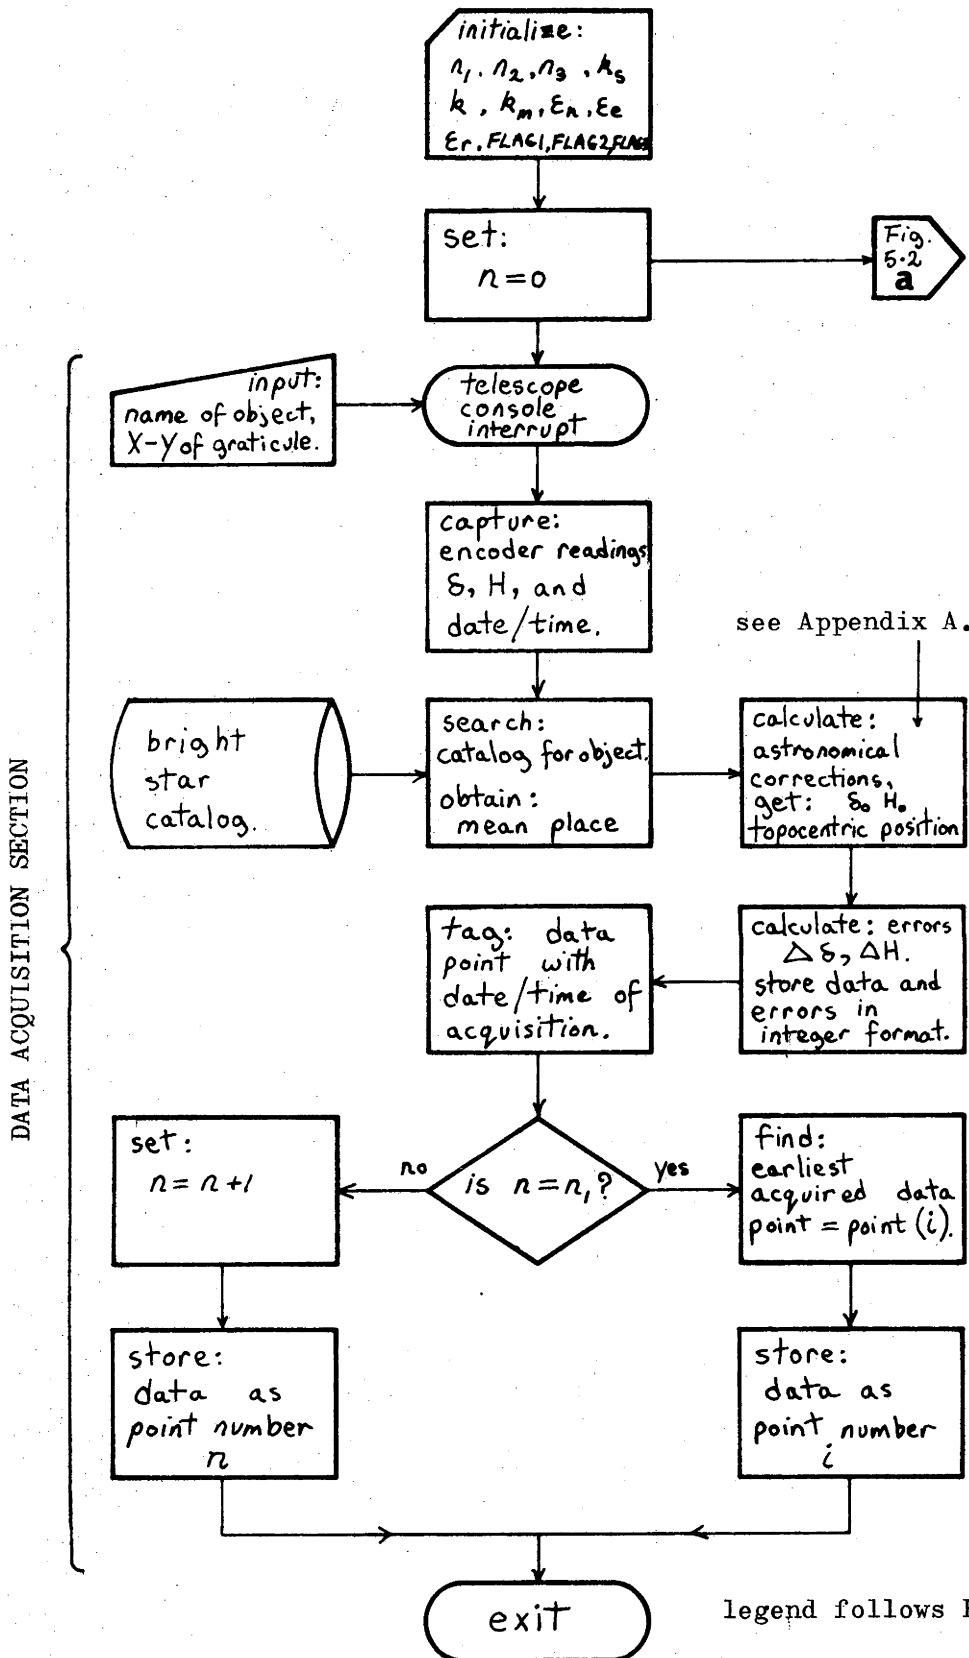 initialize:
n₁, n₂, n₃, kₛ
k, kₘ, εₙ, εₑ
εᵣ, FLAG1, FLAG2, FLAG3
set:
n=0
Fig.
5.2
a
input:
name of object,
X-Y of graticule.
telescope
console
interrupt
capture:
encoder readings
δ, H, and
date/time.
see Appendix A.
bright
star
catalog.
search:
catalog for object.
obtain:
mean place
calculate:
astronomical
corrections,
get: δ₀ H₀
topocentric position
DATA ACQUISITION SECTION
tag: data
point with
date/time of
acquisition.
calculate: errors
Δδ, ΔH.
store data and
errors in
integer format.
set:
n= n+1
no
is n=n₁?
yes
find:
earliest
acquired data
point = point (i).
store:
data as
point number
n
store:
data as
point number
i
exit
legend follows